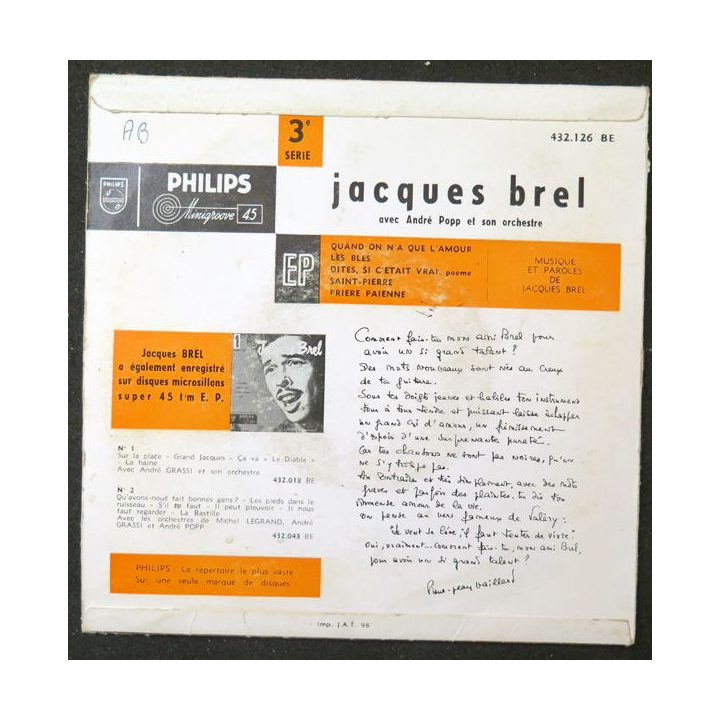 AB
3e
SERIE
432.126 BE
PHILIPS
PHILIPS
Minigroove 45
jacques brel
avec André Popp et son orchestre
EP
QUAND ON N'A QUE L'AMOUR
LES BLES
DITES, SI C'ETAIT VRAI, poeme
SAINT-PIERRE
PRIERE PAIENNE
MUSIQUE
ET PAROLES
DE
JACQUES BREL
Jacques BREL
a également enregistré
sur disques microsillons
super 45 t/m E. P.
1
Jacques Brel
N° 1
Sur la place - Grand Jacques - Ça va « Le Diable »
- La haine
Avec André GRASSI et son orchestre
432.018 BE
N° 2
Qu'avons-nous fait bonnes gens? - Les pieds dans le
ruisseau - S'il te faut - Il peut pleuvoir - Il nous
faut regarder - La Bastille
Avec les orchestres de Michel LEGRAND, André
GRASSI et André POPP
432.043 BE
PHILIPS : Le repertoire le plus vaste
Sur une seule marque de disques
Comment fais-tu mon ami Brel pour
avoir un si grand talent ?
Des mots nouveaux sont nés au creux
de ta guitare.
Sous tes doigts jeunes et habiles ton instrument
tour à tour tendre et puissant laisse échapper
un grand cri d'amour, un frémissement
d'espoir d'une surprenante pureté.
Car tes chansons ne sont pas noires, qu'on
ne s'y trompe pas.
Au contraire et très simplement, avec des mots
graves et parfois des plaintes, tu dis ton
immense amour de la vie.
On pense au vers fameux de Valéry :
"le vent se lève, il faut tenter de vivre".
Oui, vraiment... comment fais-tu, mon ami Brel,
pour avoir un si grand talent ?
Pierre-jean Vaillard
- Imp. J.A.T. 98